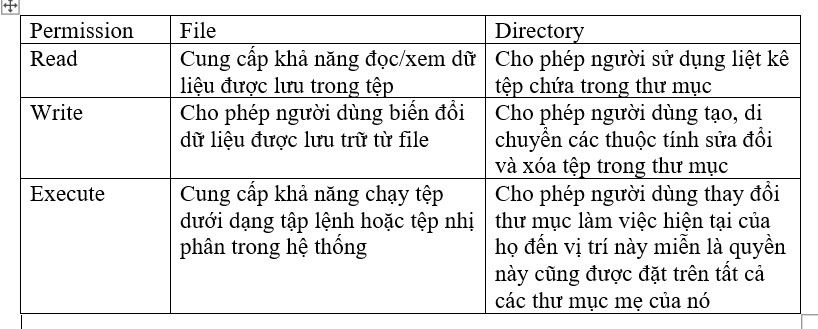 Permission File Directory
Read Cung cấp khả năng đọc/xem dữ Cho phép người sử dụng liệt kê
liệu được lưu trong tệp tệp chứa trong thư mục
Write Cho phép người dùng biến đổi Cho phép người dùng tạo, di
dữ liệu được lưu trữ từ file chuyển các thuộc tính sửa đổi
và xóa tệp trong thư mục
Execute Cung cấp khả năng chạy tệp Cho phép người dùng thay đổi
dưới dạng tập lệnh hoặc tệp nhị thư mục làm việc hiện tại của
phân trong hệ thống họ đến vị trí này miễn là quyền
này cũng được đặt trên tất cả
các thư mục mẹ của nó